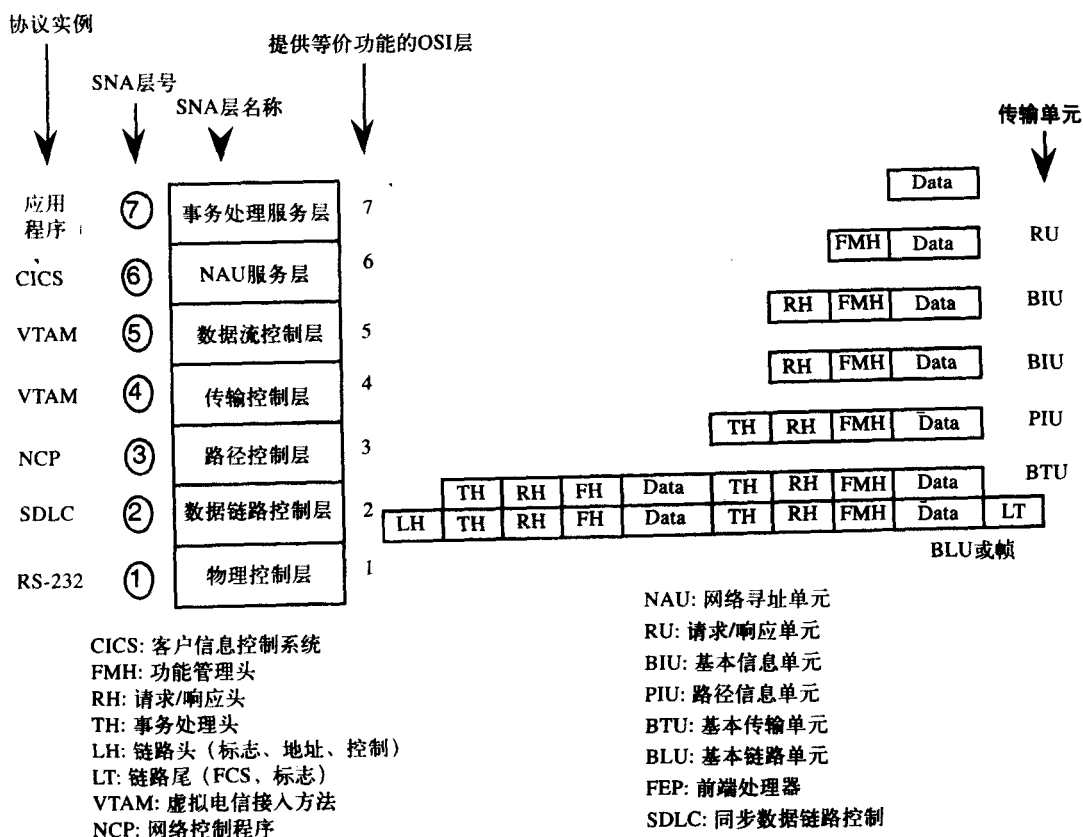 协议实例
提供等价功能的OSI层
SNA层号
SNA层名称
传输单元
应用
程序
⑦ 事务处理服务层 7
Data
FMH Data RU
CICS ⑥ NAU服务层 6
RH FMH Data BIU
VTAM ⑤ 数据流控制层 5
RH FMH Data BIU
VTAM ④ 传输控制层 4
TH RH FMH Data PIU
NCP ③ 路径控制层 3
TH RH FH Data TH RH FMH Data BTU
SDLC ② 数据链路控制层 2
LH TH RH FH Data TH RH FMH Data LT
BLU或帧
RS-232 ① 物理控制层 1
CICS: 客户信息控制系统
FMH: 功能管理头
RH: 请求/响应头
TH: 事务处理头
LH: 链路头（标志、地址、控制）
LT: 链路尾（FCS、标志）
VTAM: 虚拟电信接入方法
NCP: 网络控制程序
NAU: 网络寻址单元
RU: 请求/响应单元
BIU: 基本信息单元
PIU: 路径信息单元
BTU: 基本传输单元
BLU: 基本链路单元
FEP: 前端处理器
SDLC: 同步数据链路控制